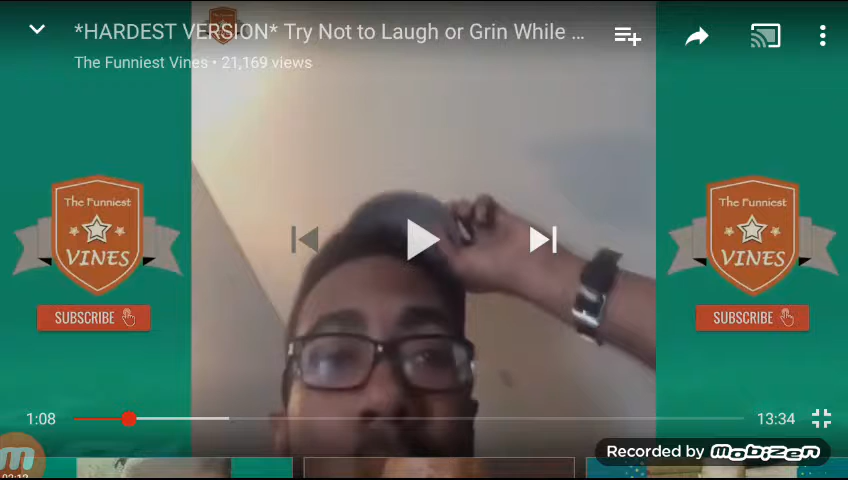 *HARDEST VERSION* Try Not to Laugh or Grin While ...
The Funniest Vines • 21,169 views
The Funniest
VINES
SUBSCRIBE
The Funniest
VINES
SUBSCRIBE
1:08
13:34
Recorded by Mobizen